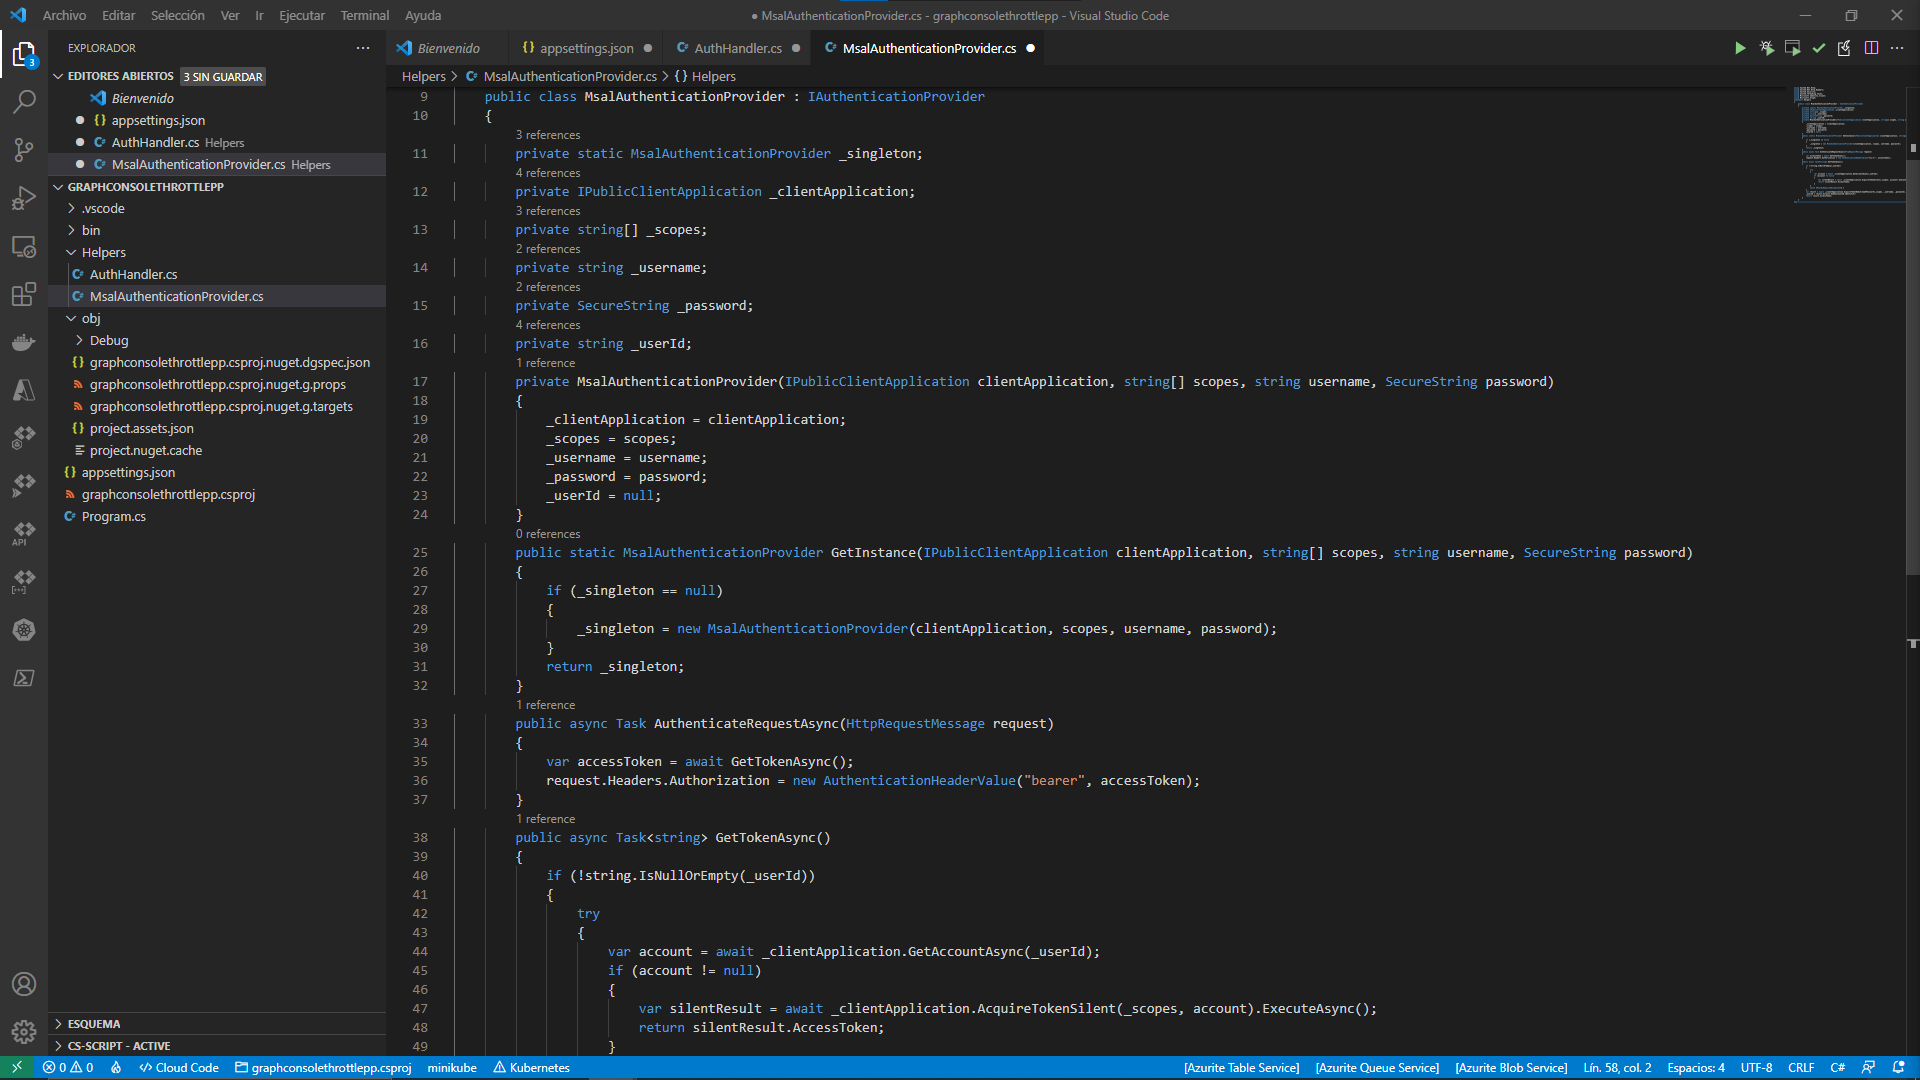 Archivo Editar Selección Ver Ir Ejecutar Terminal Ayuda
● MsalAuthenticationProvider.cs - graphconsolethrottlepp - Visual Studio Code
EXPLORADOR
EDITORES ABIERTOS 3 SIN GUARDAR
Bienvenido
{} appsettings.json
C# AuthHandler.cs Helpers
C# MsalAuthenticationProvider.cs Helpers
GRAPHCONSOLETHROTTLEPP
.vscode
bin
Helpers
C# AuthHandler.cs
C# MsalAuthenticationProvider.cs
obj
Debug
{} graphconsolethrottlepp.csproj.nuget.dgspec.json
graphconsolethrottlepp.csproj.nuget.g.props
graphconsolethrottlepp.csproj.nuget.g.targets
{} project.assets.json
project.nuget.cache
{} appsettings.json
graphconsolethrottlepp.csproj
C# Program.cs
ESQUEMA
CS-SCRIPT - ACTIVE
3
API
Bienvenido {} appsettings.json ● C# AuthHandler.cs ● C# MsalAuthenticationProvider.cs ●
Helpers > C# MsalAuthenticationProvider.cs > {} Helpers
9 public class MsalAuthenticationProvider : IAuthenticationProvider
10 {
3 references
11 private static MsalAuthenticationProvider _singleton;
4 references
12 private IPublicClientApplication _clientApplication;
3 references
13 private string[] _scopes;
2 references
14 private string _username;
2 references
15 private SecureString _password;
4 references
16 private string _userId;
1 reference
17 private MsalAuthenticationProvider(IPublicClientApplication clientApplication, string[] scopes, string username, SecureString password)
18 {
19 _clientApplication = clientApplication;
20 _scopes = scopes;
21 _username = username;
22 _password = password;
23 _userId = null;
24 }
0 references
25 public static MsalAuthenticationProvider GetInstance(IPublicClientApplication clientApplication, string[] scopes, string username, SecureString password)
26 {
27 if (_singleton == null)
28 {
29 _singleton = new MsalAuthenticationProvider(clientApplication, scopes, username, password);
30 }
31 return _singleton;
32 }
1 reference
33 public async Task AuthenticateRequestAsync(HttpRequestMessage request)
34 {
35 var accessToken = await GetTokenAsync();
36 request.Headers.Authorization = new AuthenticationHeaderValue("bearer", accessToken);
37 }
1 reference
38 public async Task<string> GetTokenAsync()
39 {
40 if (!string.IsNullOrEmpty(_userId))
41 {
42 try
43 {
44 var account = await _clientApplication.GetAccountAsync(_userId);
45 if (account != null)
46 {
47 var silentResult = await _clientApplication.AcquireTokenSilent(_scopes, account).ExecuteAsync();
48 return silentResult.AccessToken;
49 }
0 0 Cloud Code graphconsolethrottlepp.csproj minikube Kubernetes [Azurite Table Service] [Azurite Queue Service] [Azurite Blob Service] Lín. 58, col. 2 Espacios: 4 UTF-8 CRLF C#